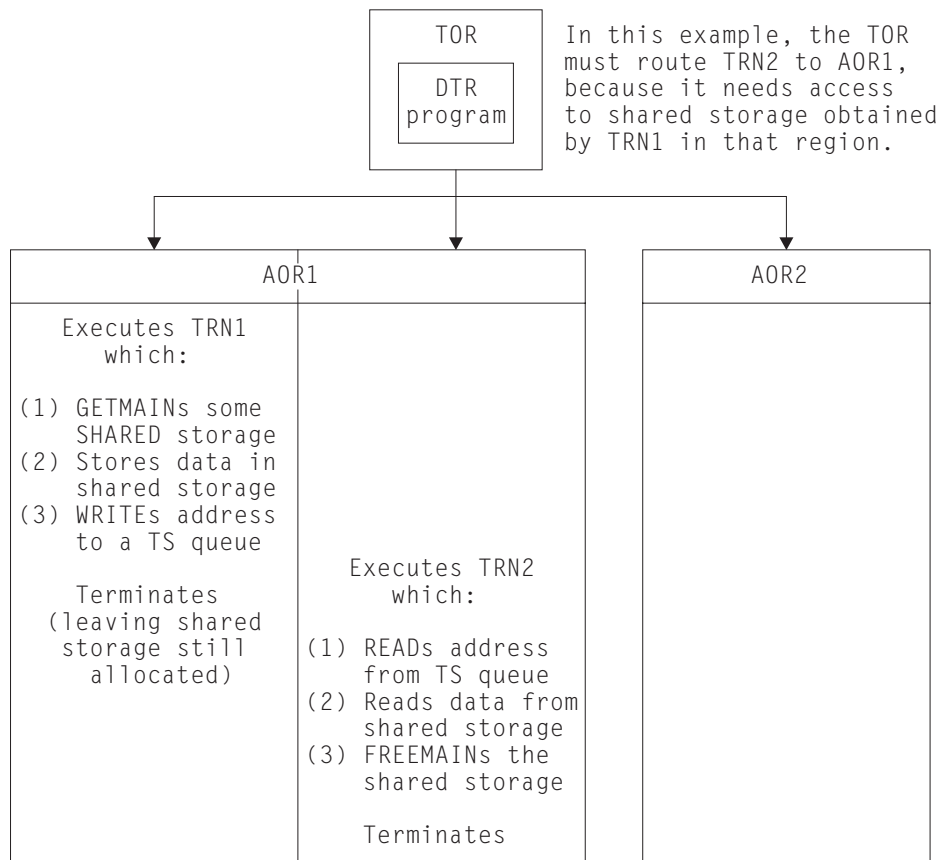 TOR
DTR
program
In this example, the TOR
must route TRN2 to AOR1,
because it needs access
to shared storage obtained
by TRN1 in that region.
AOR1
Executes TRN1
which:
(1) GETMAINs some
SHARED storage
(2) Stores data in
shared storage
(3) WRITEs address
to a TS queue
Terminates
(leaving shared
storage still
allocated)
Executes TRN2
which:
(1) READs address
from TS queue
(2) Reads data from
shared storage
(3) FREEMAINs the
shared storage
Terminates
AOR2